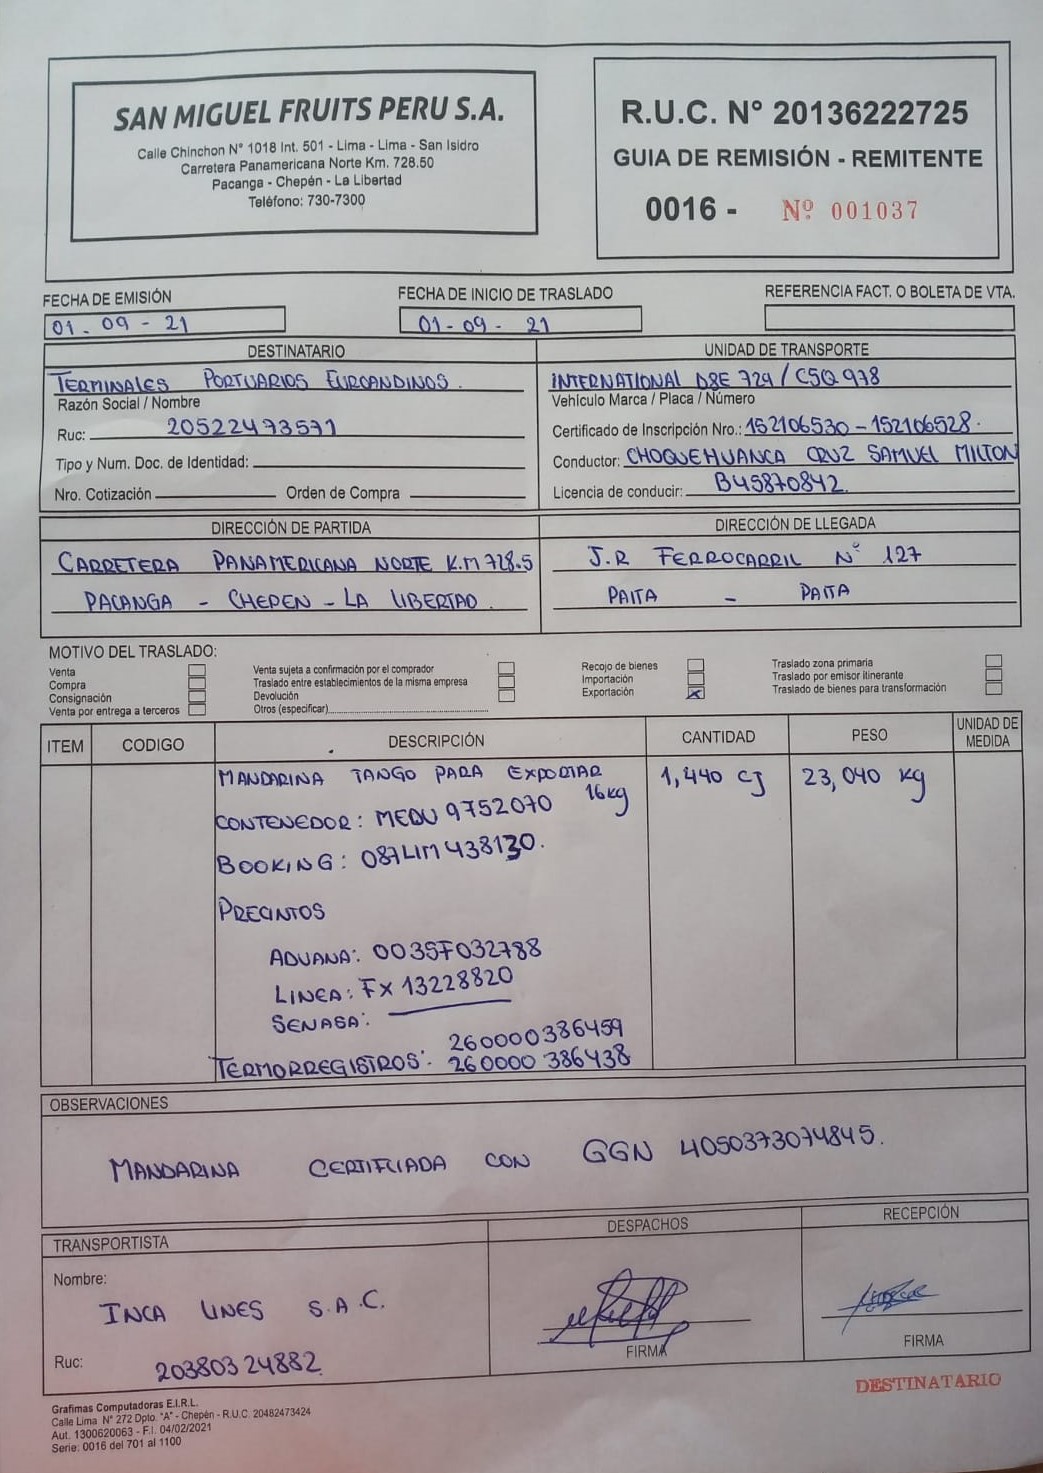 SAN MIGUEL FRUITS PERU S.A.
Calle Chinchon N° 1018 Int. 501 - Lima - Lima - San Isidro
Carretera Panamericana Norte Km. 728.50
Pacanga - Chepén - La Libertad
Teléfono: 730-7300
R.U.C. N° 20136222725
GUIA DE REMISIÓN - REMITENTE
0016 - Nº 001037
FECHA DE EMISIÓN
01 - 09 - 21
FECHA DE INICIO DE TRASLADO
01 - 09 - 21
REFERENCIA FACT. O BOLETA DE VTA.
DESTINATARIO
TERMINALES PORTUARIOS EUROANDINOS.
Razón Social / Nombre
Ruc: 20522473571
Tipo y Num. Doc. de Identidad:
Nro. Cotización Orden de Compra
UNIDAD DE TRANSPORTE
INTERNATIONAL D8E 729 / C5Q 978
Vehículo Marca / Placa / Número
Certificado de Inscripción Nro.: 152106530 - 152106528.
Conductor: CHOQUEHUANCA CRUZ SAMUEL MILTON
Licencia de conducir: B45870842.
DIRECCIÓN DE PARTIDA
CARRETERA PANAMERICANA NORTE K.M 728.5
PACANGA - CHEPEN - LA LIBERTAD.
DIRECCIÓN DE LLEGADA
J.R FERROCARRIL N° 127
PAITA - PAITA
MOTIVO DEL TRASLADO:
Venta
Compra
Consignación
Venta por entrega a terceros
Venta sujeta a confirmación por el comprador
Traslado entre establecimientos de la misma empresa
Devolución
Otros (especificar)
Recojo de bienes
Importación
Exportación X
Traslado zona primaria
Traslado por emisor itinerante
Traslado de bienes para transformación
ITEM CODIGO DESCRIPCIÓN CANTIDAD PESO UNIDAD DE MEDIDA
MANDARINA TANGO PARA EXPORTAR 1,440 CJ 23,040 kg
16kg
CONTENEDOR: MEDU 9752070
BOOKING: 087LIM438130.
PRECINTOS
ADUANA: 0035F032788
LINEA: FX 13228820
SENASA:
TERMORREGISTROS: 260000386459
260000 386438
OBSERVACIONES
MANDARINA CERTIFICADA CON GGN 4050373074845.
TRANSPORTISTA
Nombre:
INCA LINES S.A.C.
Ruc: 20380324882
DESPACHOS
FIRMA
RECEPCIÓN
FIRMA
DESTINATARIO
Grafimas Computadoras E.I.R.L.
Calle Lima N° 272 Dpto. "A" - Chepén - R.U.C. 20482473424
Aut. 1300620063 - F.I. 04/02/2021
Serie: 0016 del 701 al 1100